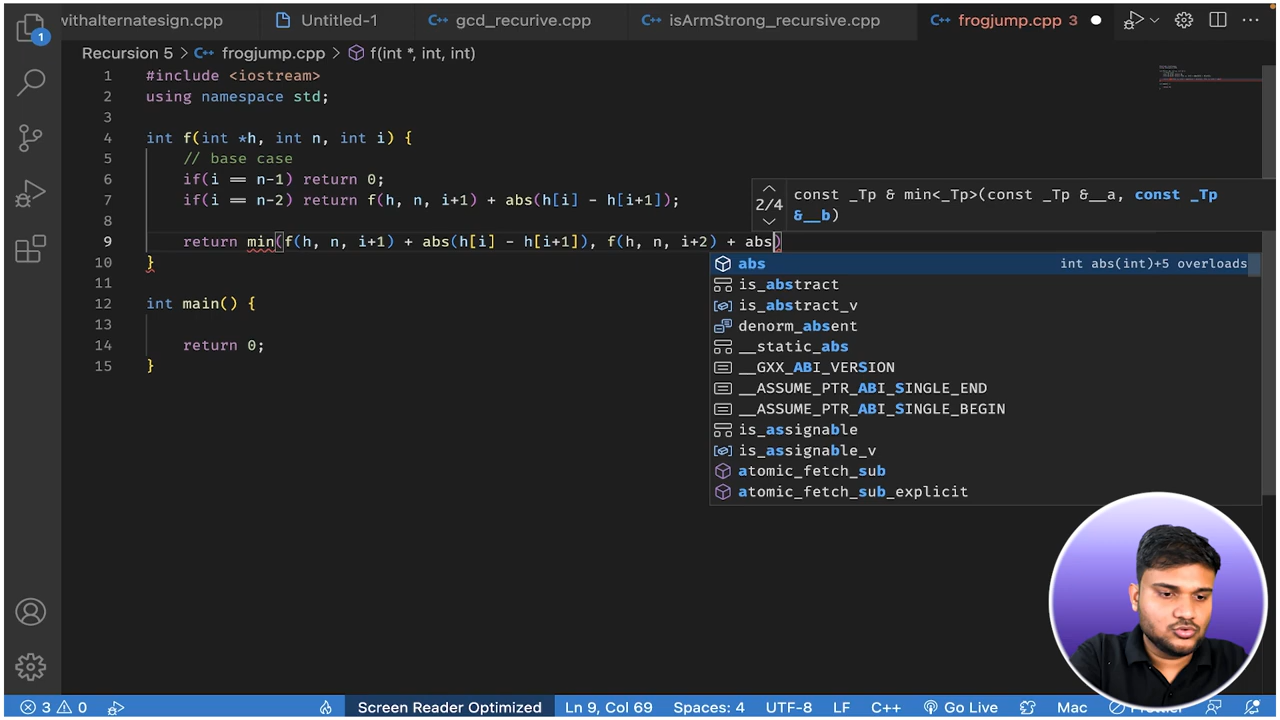 withalternatesign.cpp
Untitled-1
gcd_recurive.cpp
isArmStrong_recursive.cpp
frogjump.cpp 3
1
Recursion 5 > frogjump.cpp > f(int *, int, int)
1 #include <iostream>
2 using namespace std;
3
4 int f(int *h, int n, int i) {
5 // base case
6 if(i == n-1) return 0;
7 if(i == n-2) return f(h, n, i+1) + abs(h[i] - h[i+1]);
8
9 return min(f(h, n, i+1) + abs(h[i] - h[i+1]), f(h, n, i+2) + abs)
10 }
11
12 int main() {
13
14 return 0;
15 }
2/4
const _Tp & min<_Tp>(const _Tp &__a, const _Tp
&__b)
abs int abs(int)+5 overloads
is_abstract
is_abstract_v
denorm_absent
__static_abs
__GXX_ABI_VERSION
__ASSUME_PTR_ABI_SINGLE_END
__ASSUME_PTR_ABI_SINGLE_BEGIN
is_assignable
is_assignable_v
atomic_fetch_sub
atomic_fetch_sub_explicit
3 0 Screen Reader Optimized Ln 9, Col 69 Spaces: 4 UTF-8 LF C++ Go Live Mac